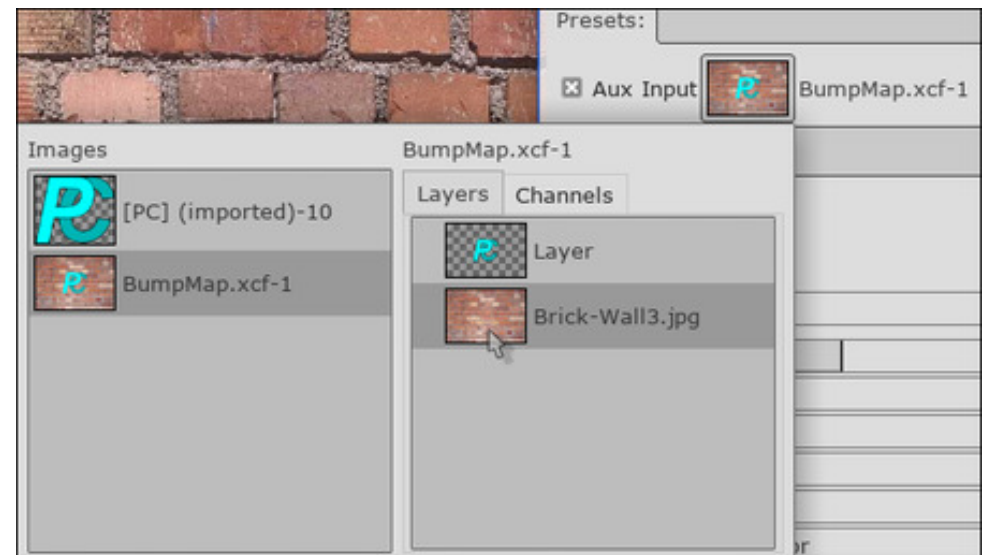 Presets:
Aux Input
BumpMap.xcf-1
Images
BumpMap.xcf-1
Layers
Channels
[PC] (imported)-10
Layer
BumpMap.xcf-1
Brick-Wall3.jpg